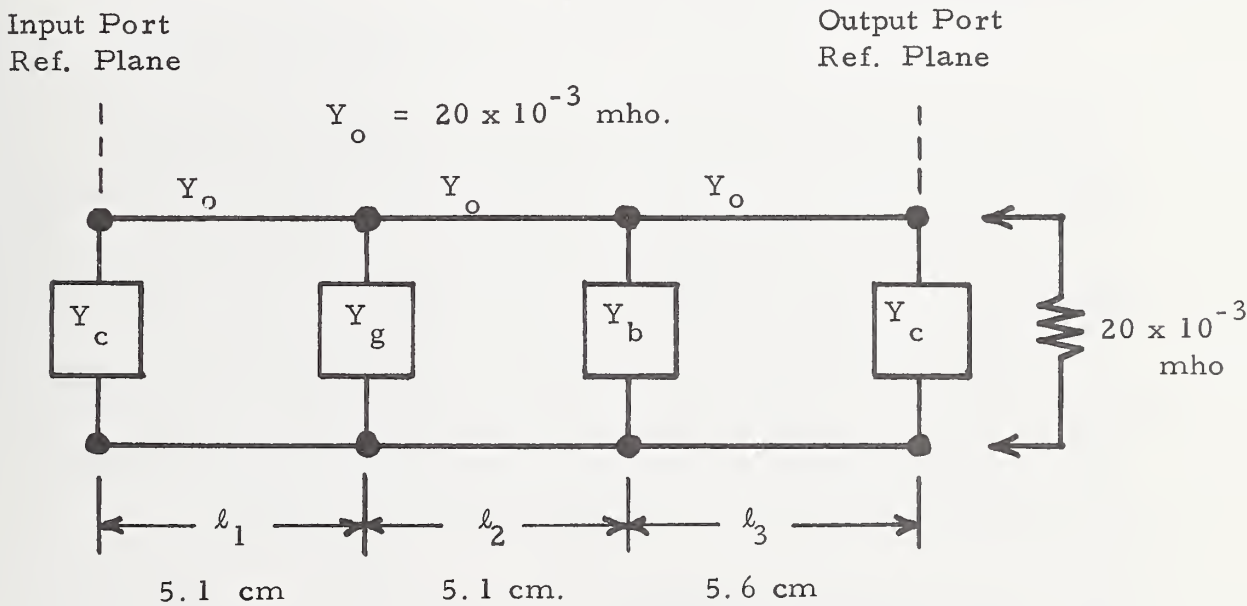 Input Port
Ref. Plane
Output Port
Ref. Plane
Y_o = 20 x 10^-3 mho.
Y_o
Y_o
Y_o
Y_c
Y_g
Y_b
Y_c
20 x 10^-3
mho
ℓ_1
ℓ_2
ℓ_3
5.1 cm
5.1 cm.
5.6 cm